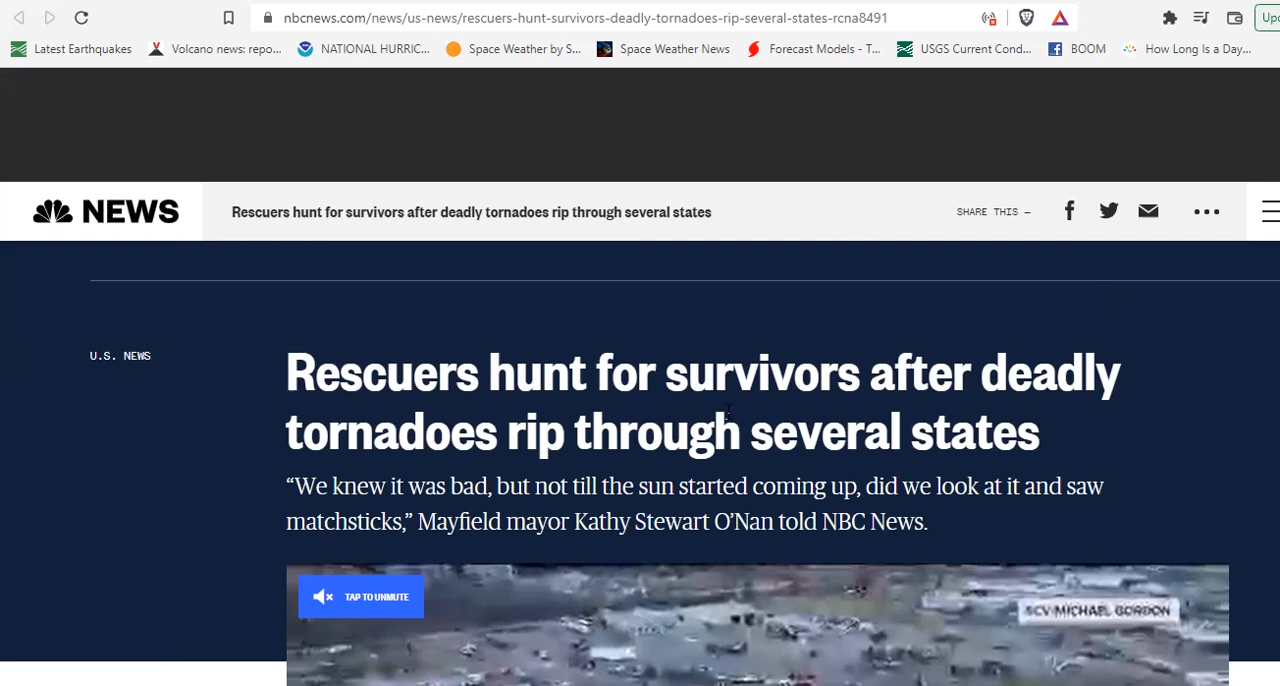 nbcnews.com/news/us-news/rescuers-hunt-survivors-deadly-tornados-rip-several-states-rcna8491
Latest Earthquakes Volcano news: repo... NATIONAL HURRIC... Space Weather by S... Space Weather News Forecast Models - T... USGS Current Cond... BOOM How Long Is a Day...
NEWS Rescuers hunt for survivors after deadly tornadoes rip through several states SHARE THIS —
U.S. NEWS
Rescuers hunt for survivors after deadly
tornadoes rip through several states
“We knew it was bad, but not till the sun started coming up, did we look at it and saw
matchsticks,” Mayfield mayor Kathy Stewart O’Nan told NBC News.
TAP TO UNMUTE
MICHAEL GORDON